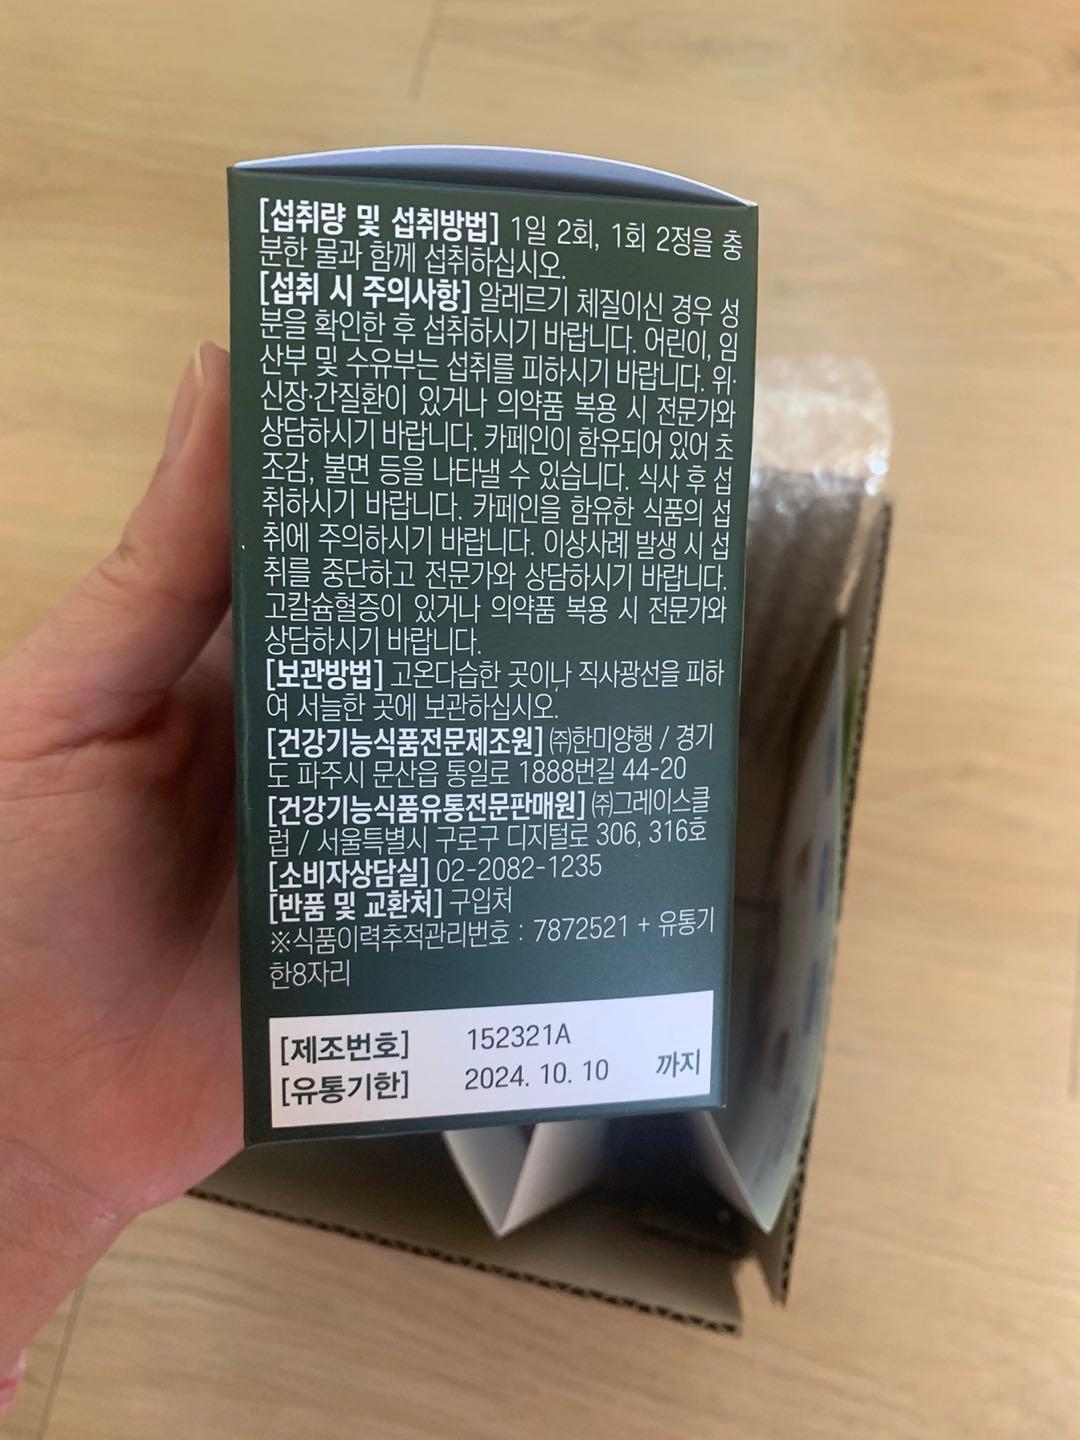 [섭취량 및 섭취방법] 1일 2회, 1회 2정을 충
분한 물과 함께 섭취하십시오.
[섭취 시 주의사항] 알레르기 체질이신 경우 성
분을 확인한 후 섭취하시기 바랍니다. 어린이, 임
산부 및 수유부는 섭취를 피하시기 바랍니다. 위·
신장·간질환이 있거나 의약품 복용 시 전문가와
상담하시기 바랍니다. 카페인이 함유되어 있어 초
조감, 불면 등을 나타낼 수 있습니다. 식사 후 섭
취하시기 바랍니다. 카페인을 함유한 식품의 섭
취에 주의하시기 바랍니다. 이상사례 발생 시 섭
취를 중단하고 전문가와 상담하시기 바랍니다.
고칼슘혈증이 있거나 의약품 복용 시 전문가와
상담하시기 바랍니다.
[보관방법] 고온다습한 곳이나 직사광선을 피하
여 서늘한 곳에 보관하십시오.
[건강기능식품전문제조원] ㈜한미양행 / 경기
도 파주시 문산읍 통일로 1888번길 44-20
[건강기능식품유통전문판매원] ㈜그레이스클
럽 / 서울특별시 구로구 디지털로 306, 316호
[소비자상담실] 02-2082-1235
[반품 및 교환처] 구입처
※식품이력추적관리번호 : 7872521 + 유통기
한8자리
[제조번호] 152321A
[유통기한] 2024. 10. 10 까지